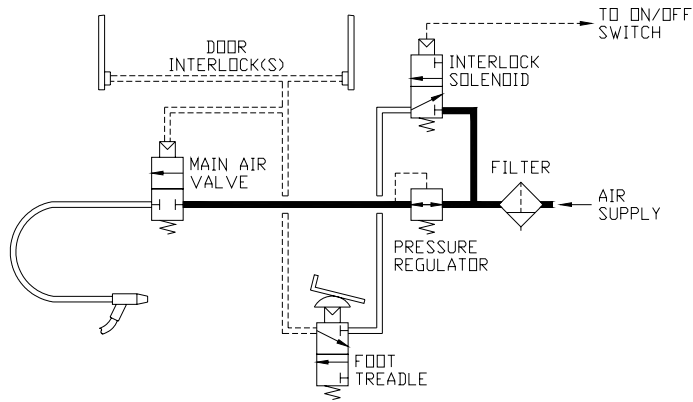 TO ON/OFF
SWITCH
DOOR
INTERLOCK(S)
INTERLOCK
SOLENOID
MAIN AIR
VALVE
FILTER
AIR
SUPPLY
PRESSURE
REGULATOR
FOOT
TREADLE